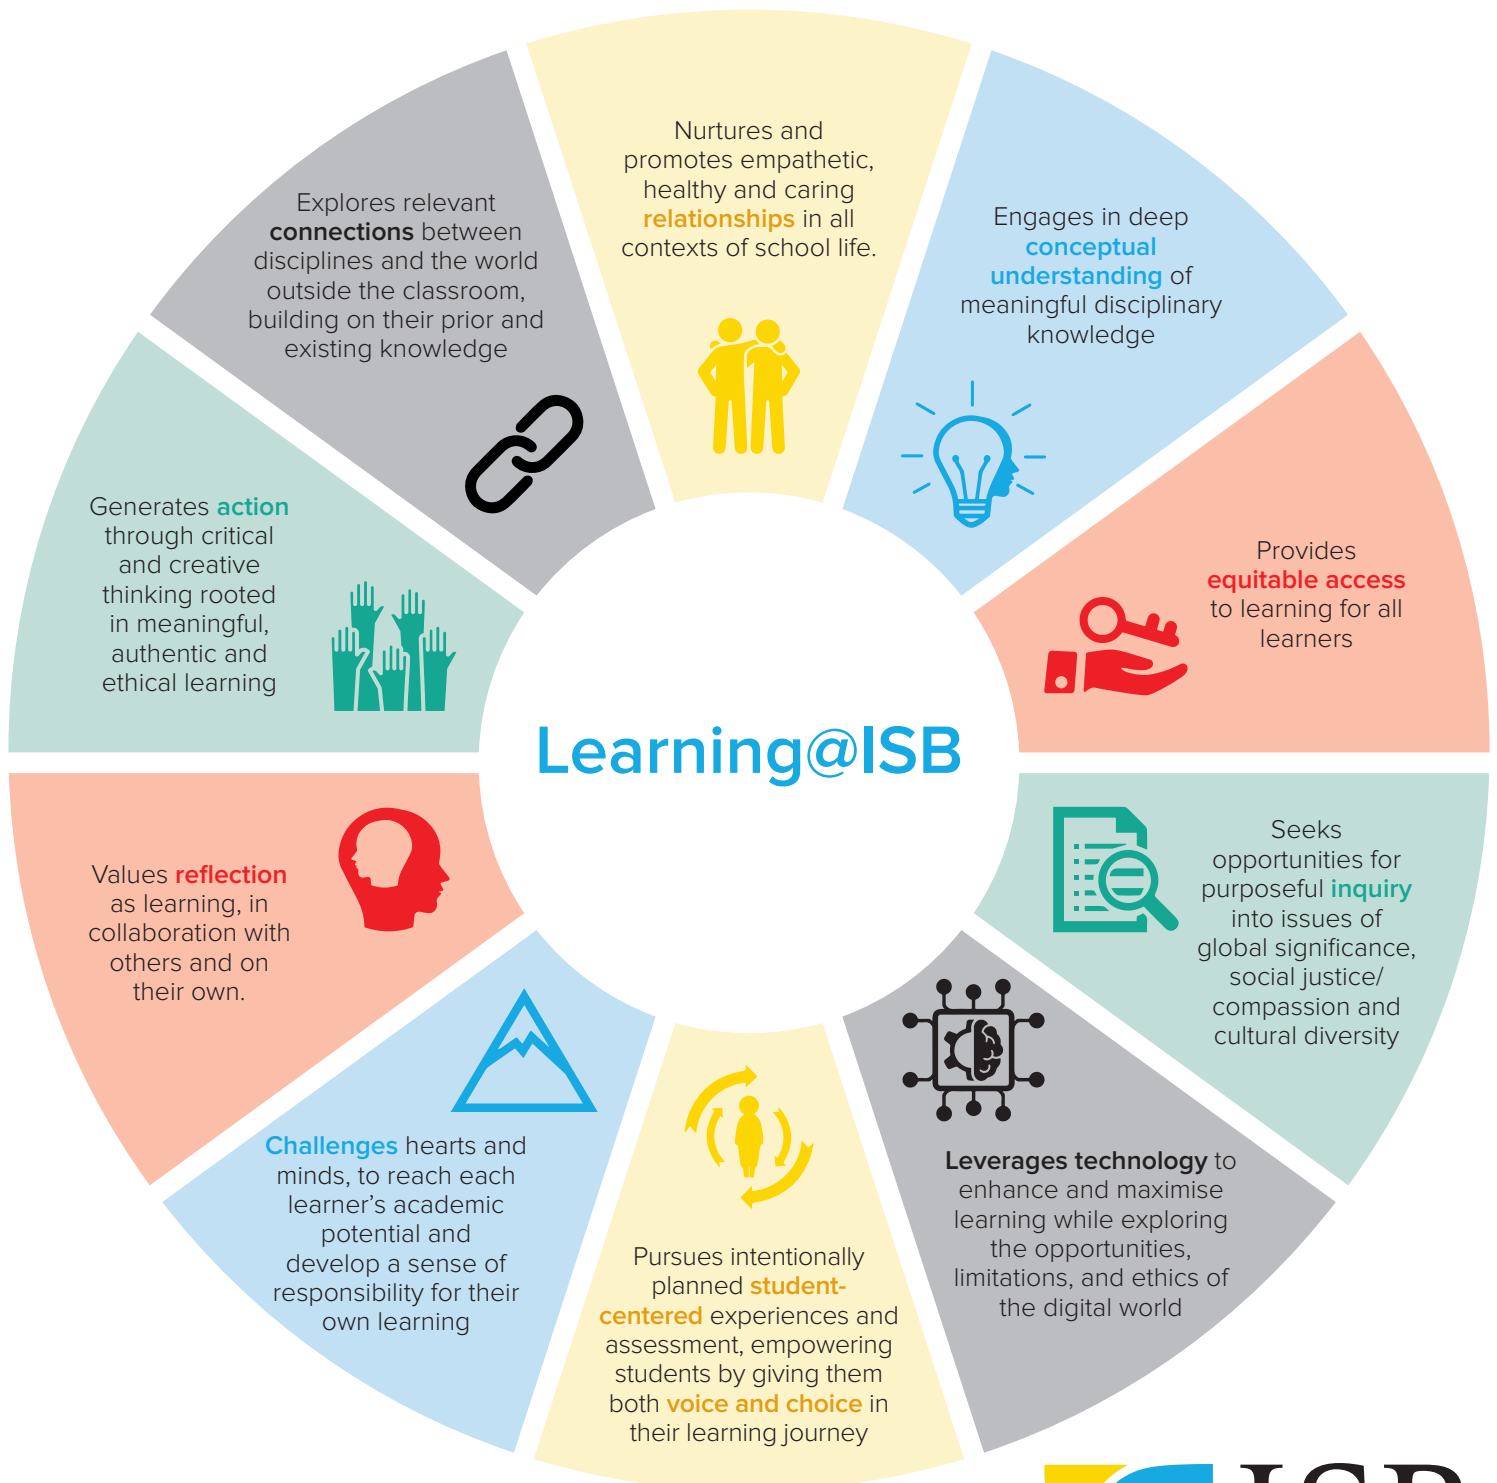 Nurtures and
promotes empathetic,
healthy and caring
relationships in all
contexts of school life.
Engages in deep
conceptual
understanding of
meaningful disciplinary
knowledge
Provides
equitable access
to learning for all
learners
Seeks
opportunities for
purposeful inquiry
into issues of
global significance,
social justice/
compassion and
cultural diversity
Leverages technology to
enhance and maximise
learning while exploring
the opportunities,
limitations, and ethics of
the digital world
Pursues intentionally
planned student-
centered experiences and
assessment, empowering
students by giving them
both voice and choice in
their learning journey
Challenges hearts and
minds, to reach each
learner's academic
potential and
develop a sense of
responsibility for their
own learning
Values reflection
as learning, in
collaboration with
others and on
their own.
Generates action
through critical
and creative
thinking rooted
in meaningful,
authentic and
ethical learning
Explores relevant
connections between
disciplines and the world
outside the classroom,
building on their prior and
existing knowledge
Learning@ISB
ISB